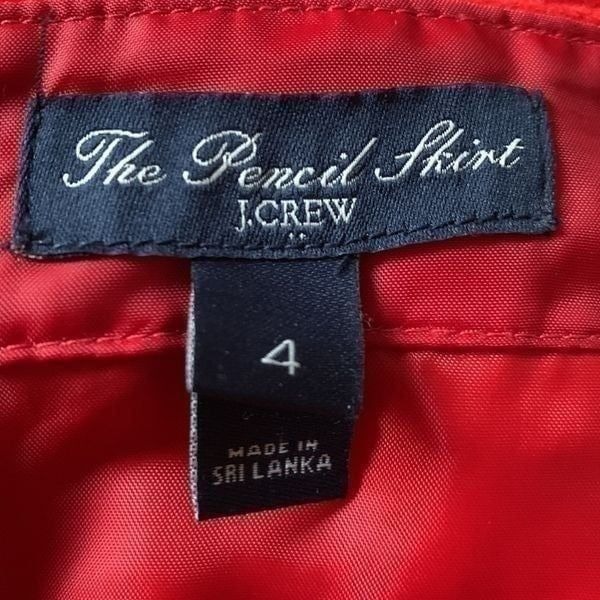 The Pencil Skirt
J.CREW
4
MADE IN
SRI LANKA